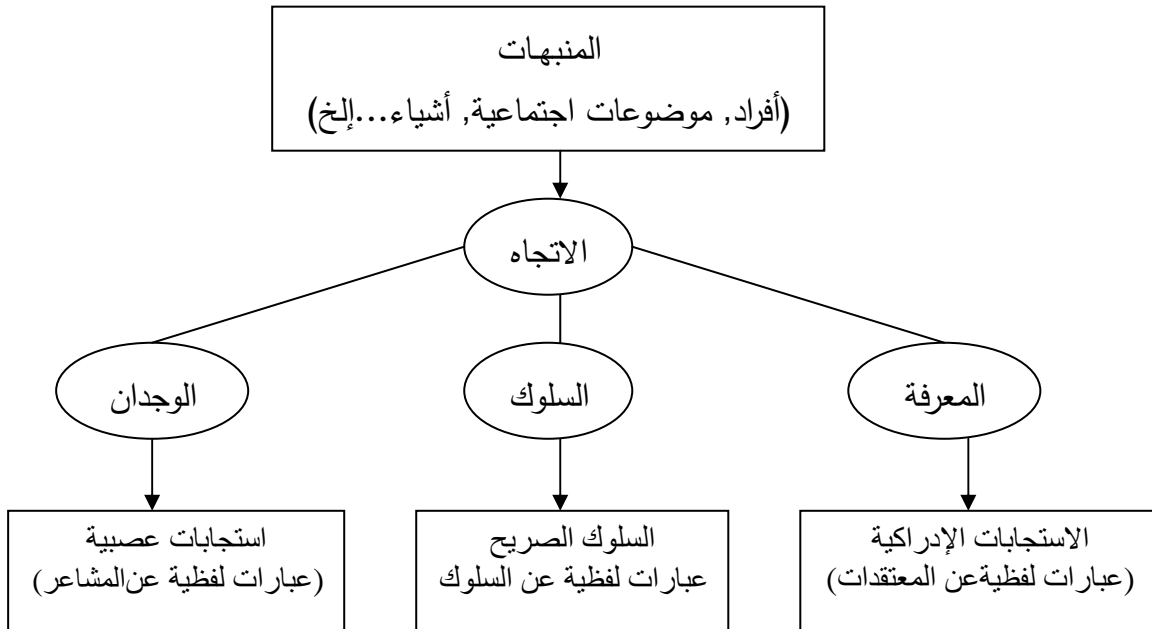 المنبهات
(أفراد, موضوعات اجتماعية, أشياء...إلخ)
الاتجاه
المعرفة
السلوك
الوجدان
الاستجابات الإدراكية
(عبارات لفظيةعن المعتقدات)
السلوك الصريح
عبارات لفظية عن السلوك
استجابات عصبية
(عبارات لفظية عنالمشاعر)